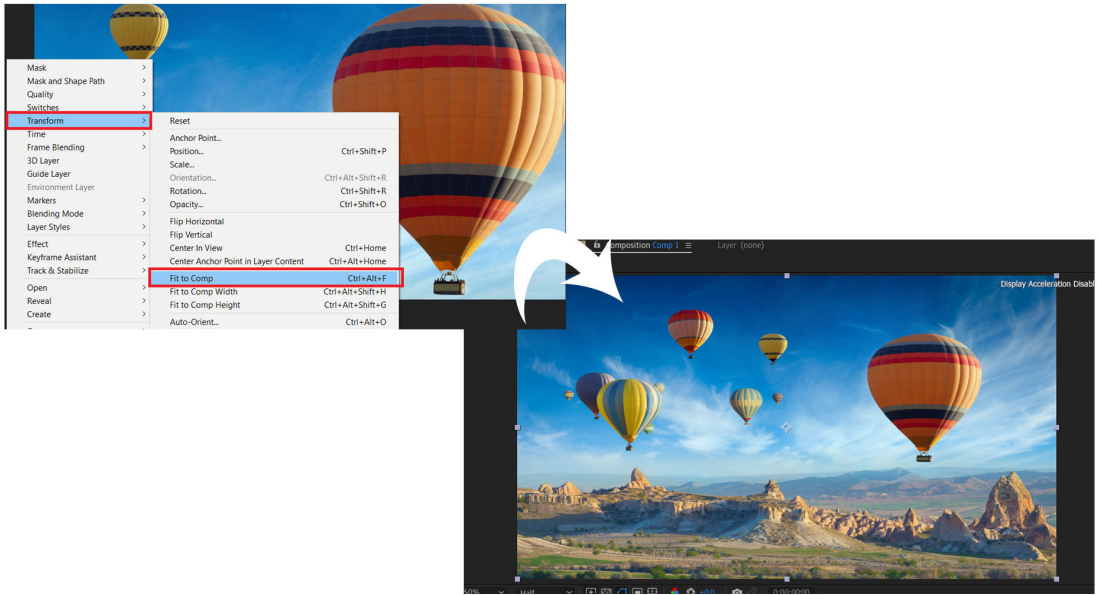 Mask
Mask and Shape Path
Quality
Switches
Transform
Time
Frame Blending
3D Layer
Guide Layer
Environment Layer
Markers
Blending Mode
Layer Styles
Effect
Keyframe Assistant
Track & Stabilize
Open
Reveal
Create
Reset
Anchor Point...
Position... Ctrl+Shift+P
Scale...
Orientation... Ctrl+Alt+Shift+R
Rotation... Ctrl+Shift+R
Opacity... Ctrl+Shift+O
Flip Horizontal
Flip Vertical
Center In View Ctrl+Home
Center Anchor Point in Layer Content Ctrl+Alt+Home
Fit to Comp Ctrl+Alt+F
Fit to Comp Width Ctrl+Alt+Shift+H
Fit to Comp Height Ctrl+Alt+Shift+G
Auto-Orient... Ctrl+Alt+O
omposition Comp 1 Layer (none)
Display Acceleration Disabl
50% Half +0.0 0:00:00:00